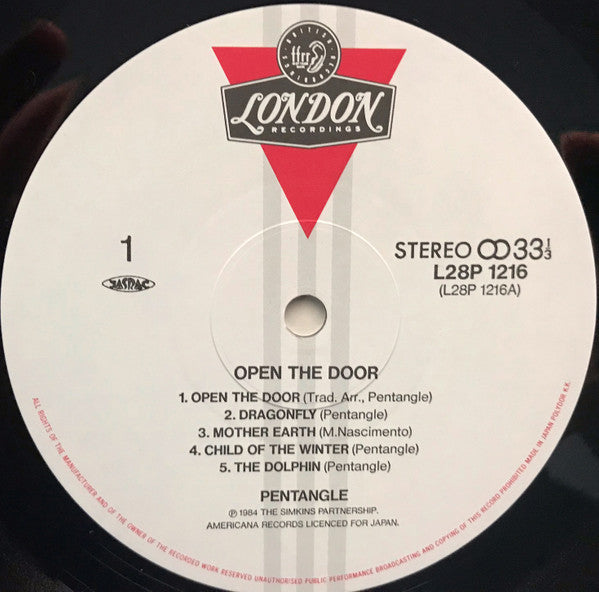 BRITISH
ffrr
RECORDINGS
LONDON
RECORDINGS
1
STEREO 33 1/3
JASRAC
L28P 1216
(L28P 1216A)
OPEN THE DOOR
1. OPEN THE DOOR (Trad. Arr., Pentangle)
2. DRAGONFLY (Pentangle)
3. MOTHER EARTH (M.Nascimento)
4. CHILD OF THE WINTER (Pentangle)
5. THE DOLPHIN (Pentangle)
PENTANGLE
℗ 1984 THE SIMKINS PARTNERSHIP.
AMERICANA RECORDS LICENCED FOR JAPAN.
ALL RIGHTS OF THE MANUFACTURER AND OF THE OWNER OF THE RECORDED WORK RESERVED UNAUTHORISED PUBLIC PERFORMANCE BROADCASTING AND COPYING OF THIS RECORD PROHIBITED MADE IN JAPAN POLYDOR K.K.